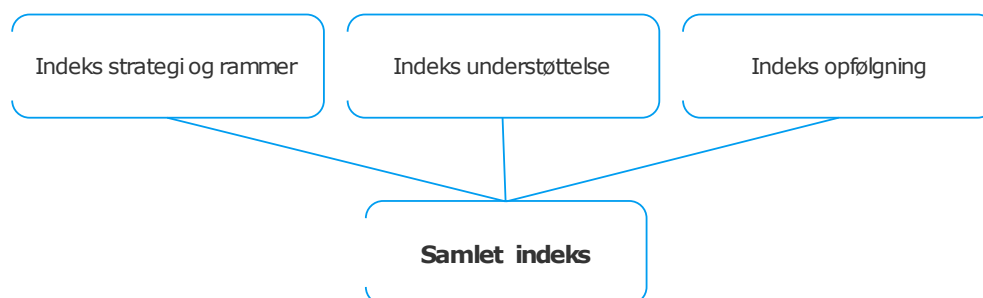 Indeks strategi og rammer
Indeks understøttelse
Indeks opfølgning
Samlet indeks